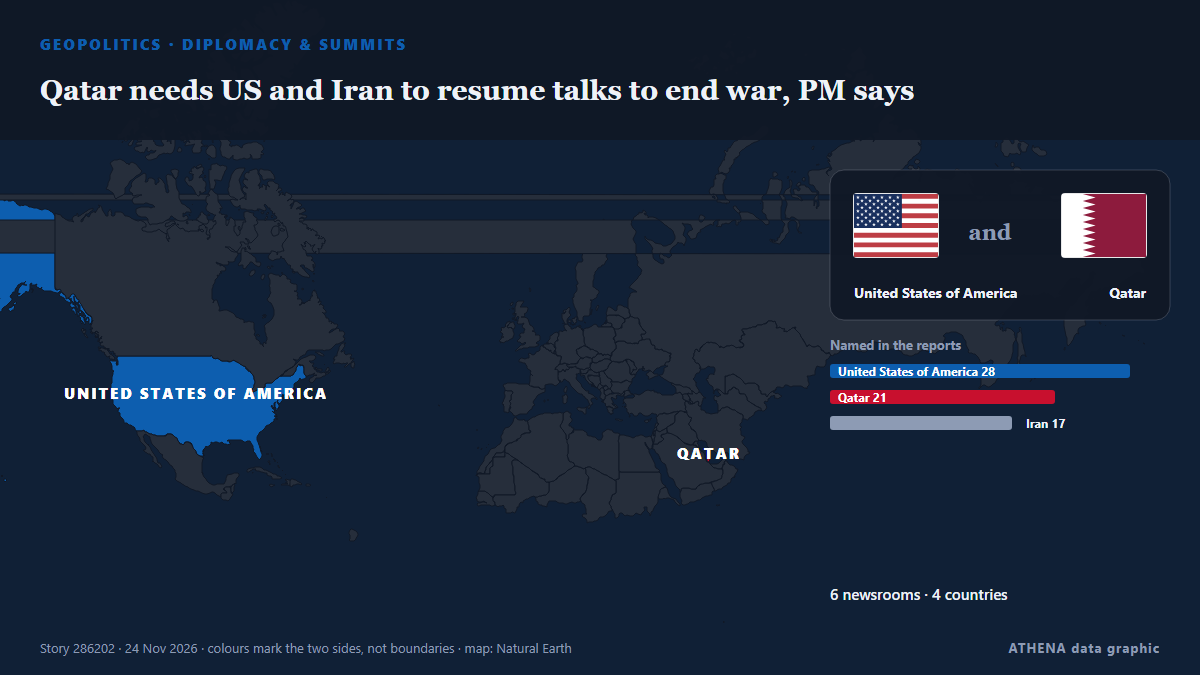 GEOPOLITICS · DIPLOMACY & SUMMITS
Qatar needs US and Iran to resume talks to end war, PM says
and
United States of America
Qatar
Named in the reports
United States of America 28
Qatar 21
Iran 17
UNITED STATES OF AMERICA
QATAR
6 newsrooms · 4 countries
Story 286202 · 24 Nov 2026 · colours mark the two sides, not boundaries · map: Natural Earth
ATHENA data graphic